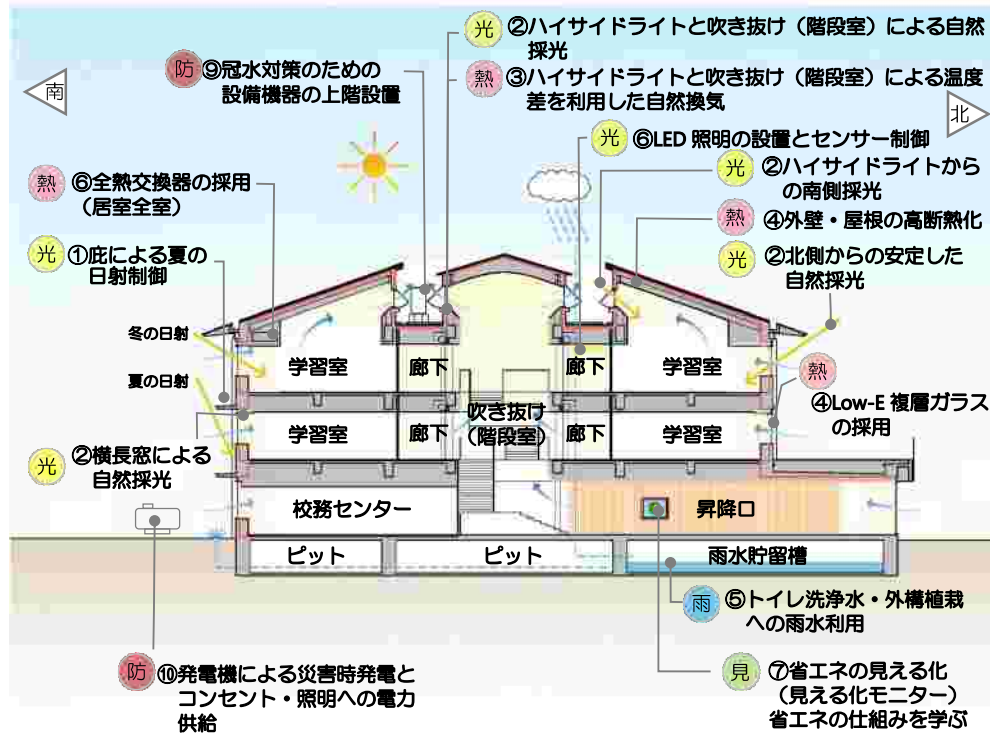 光 ②ハイサイドライトと吹き抜け（階段室）による自然
採光
熱 ③ハイサイドライトと吹き抜け（階段室）による温度
差を利用した自然換気
防 ⑨冠水対策のための
設備機器の上階設置
南
北
光 ⑥LED 照明の設置とセンサー制御
光 ②ハイサイドライトから
の南側採光
熱 ⑥全熱交換器の採用
（居室全室）
熱 ④外壁・屋根の高断熱化
光 ①庇による夏の
日射制御
光 ②北側からの安定した
自然採光
冬の日射
夏の日射
学習室 廊下 廊下 学習室
熱
④Low-E 複層ガラス
の採用
吹き抜け
（階段室）
学習室 廊下 廊下 学習室
光 ②横長窓による
自然採光
校務センター 昇降口
ピット ピット 雨水貯留槽
雨 ⑤トイレ洗浄水・外構植栽
への雨水利用
防 ⑩発電機による災害時発電と
コンセント・照明への電力
供給
見 ⑦省エネの見える化
（見える化モニター）
省エネの仕組みを学ぶ